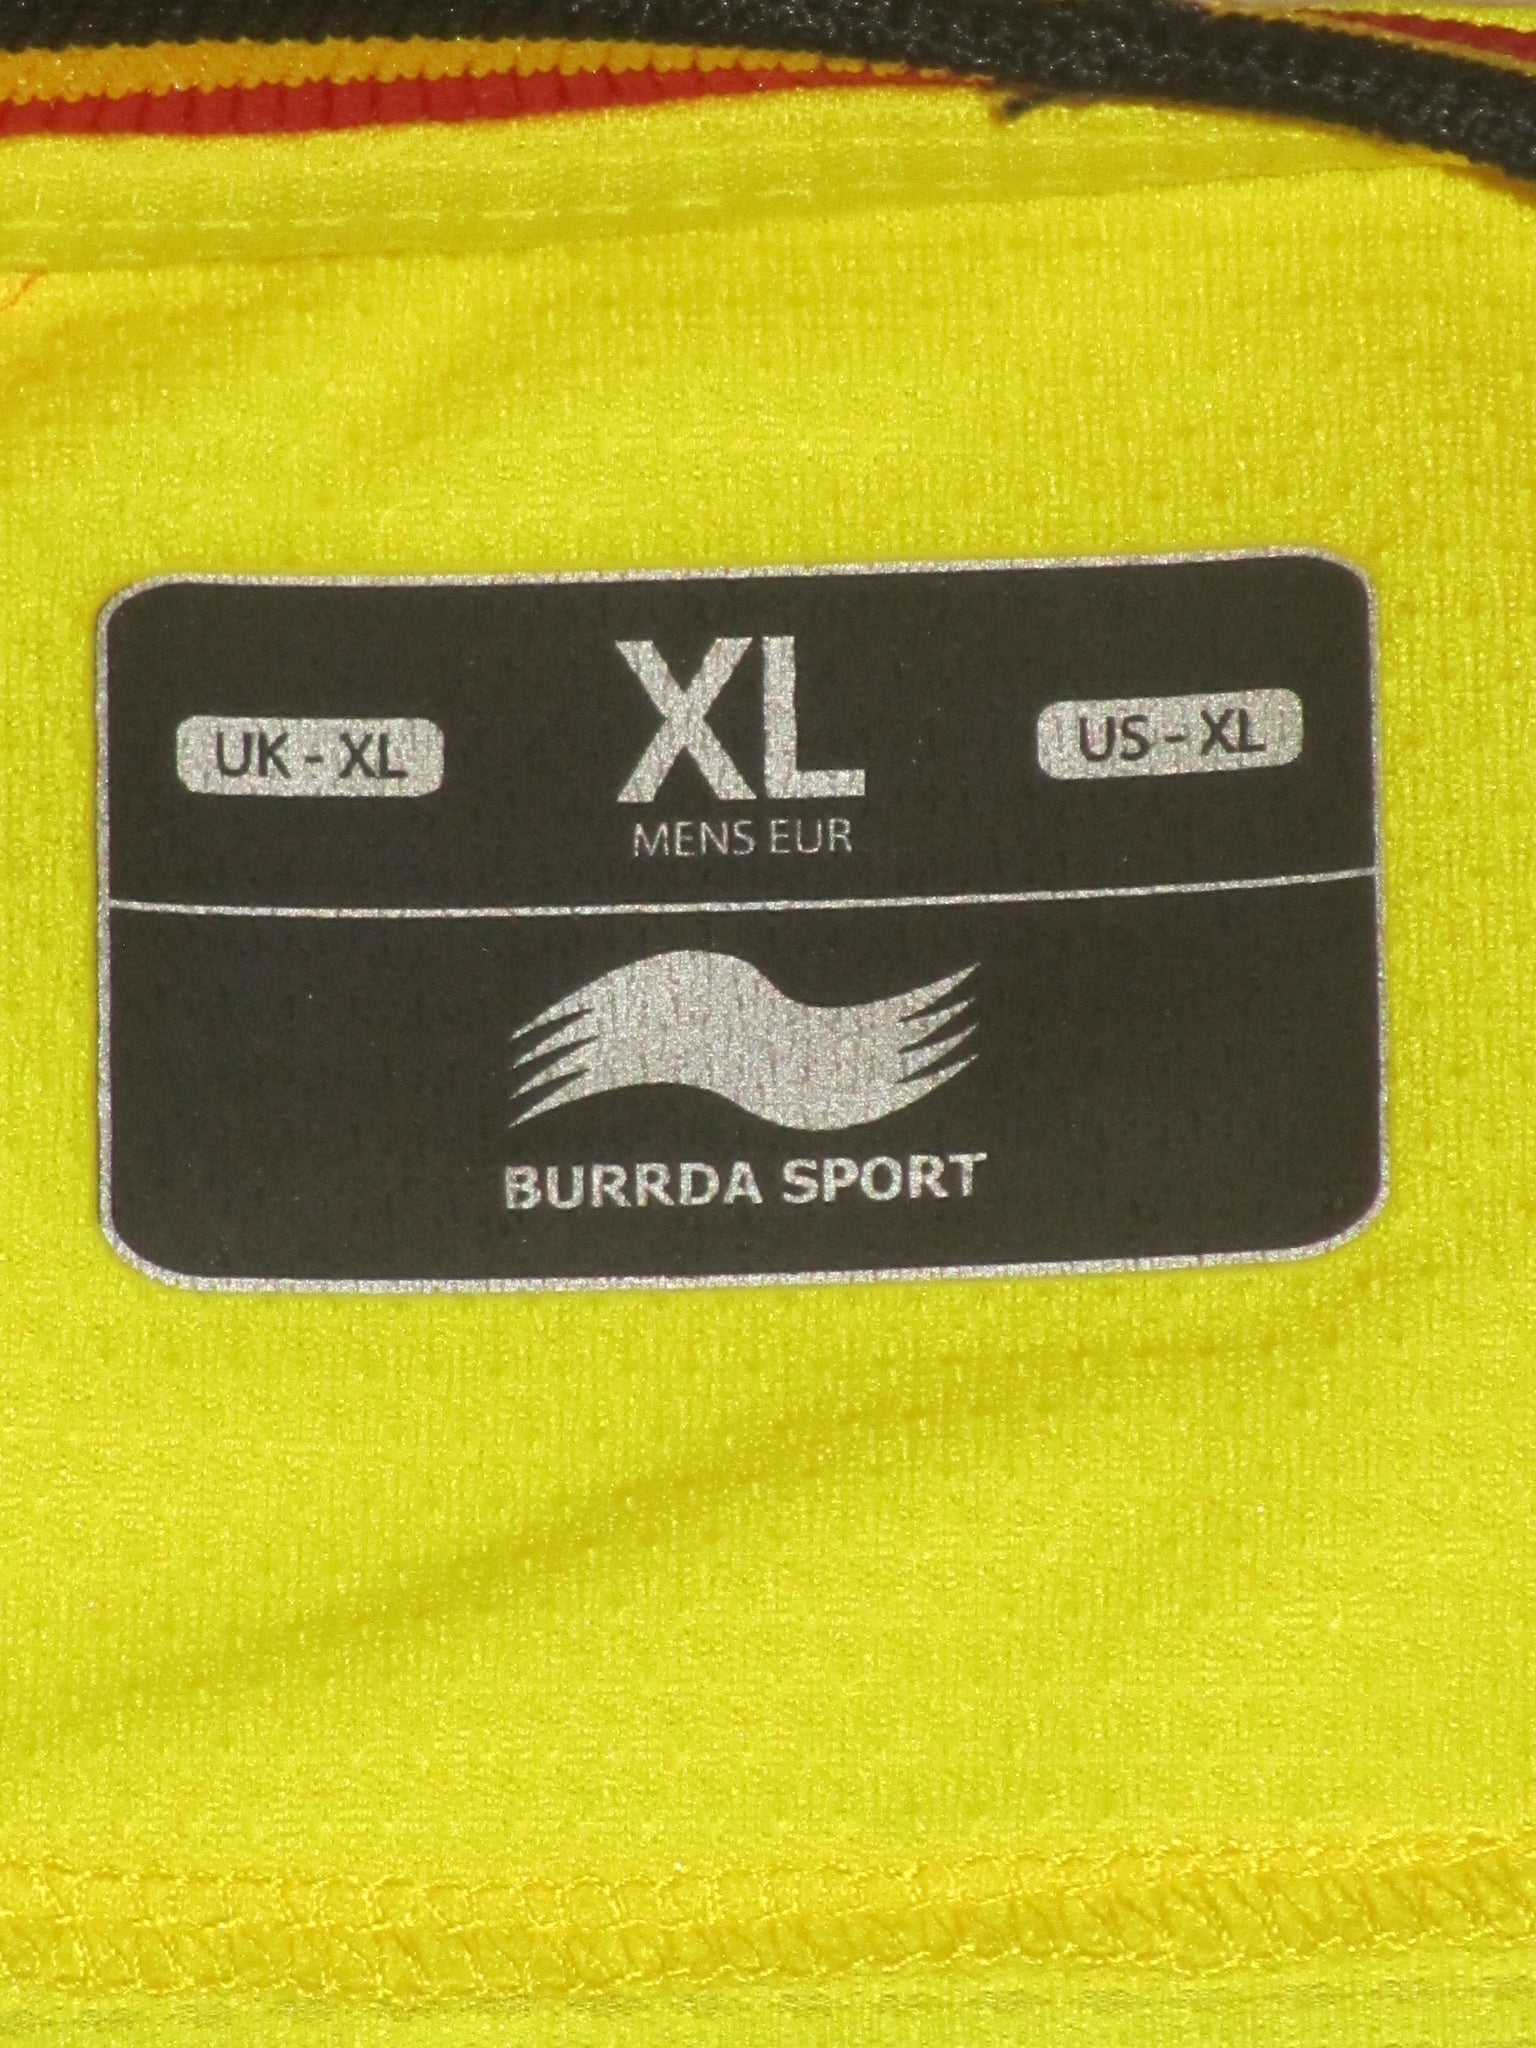 XL
UK - XL
US - XL
MENS EUR
BURRDA SPORT